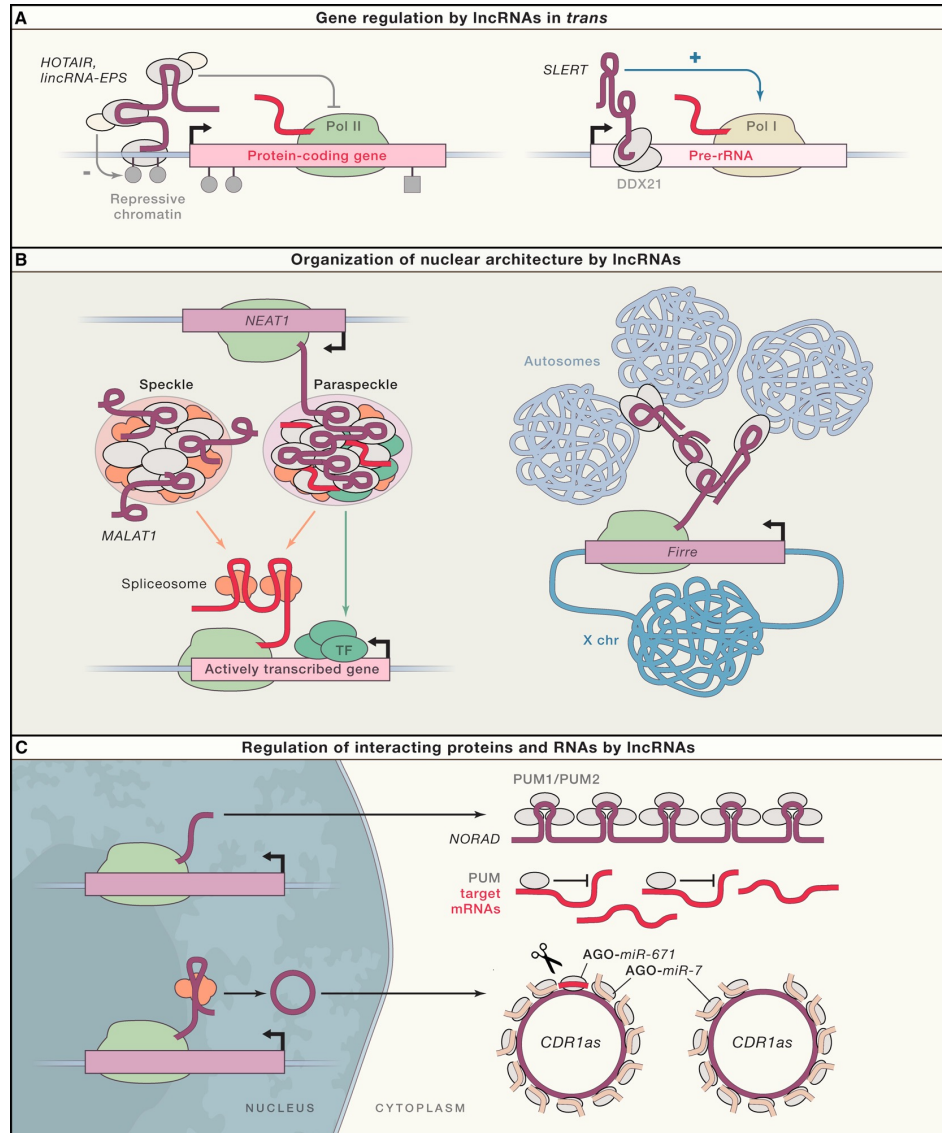 A
Gene regulation by lncRNAs in trans
HOTAIR,
lincRNA-EPS
Pol II
Protein-coding gene
-
Repressive
chromatin
SLERT
+
Pol I
Pre-rRNA
DDX21
B
Organization of nuclear architecture by lncRNAs
NEAT1
Speckle
Paraspeckle
MALAT1
Spliceosome
TF
Actively transcribed gene
Autosomes
Firre
X chr
C
Regulation of interacting proteins and RNAs by lncRNAs
PUM1/PUM2
NORAD
PUM
target
mRNAs
AGO-miR-671
AGO-miR-7
CDR1as
CDR1as
NUCLEUS
CYTOPLASM